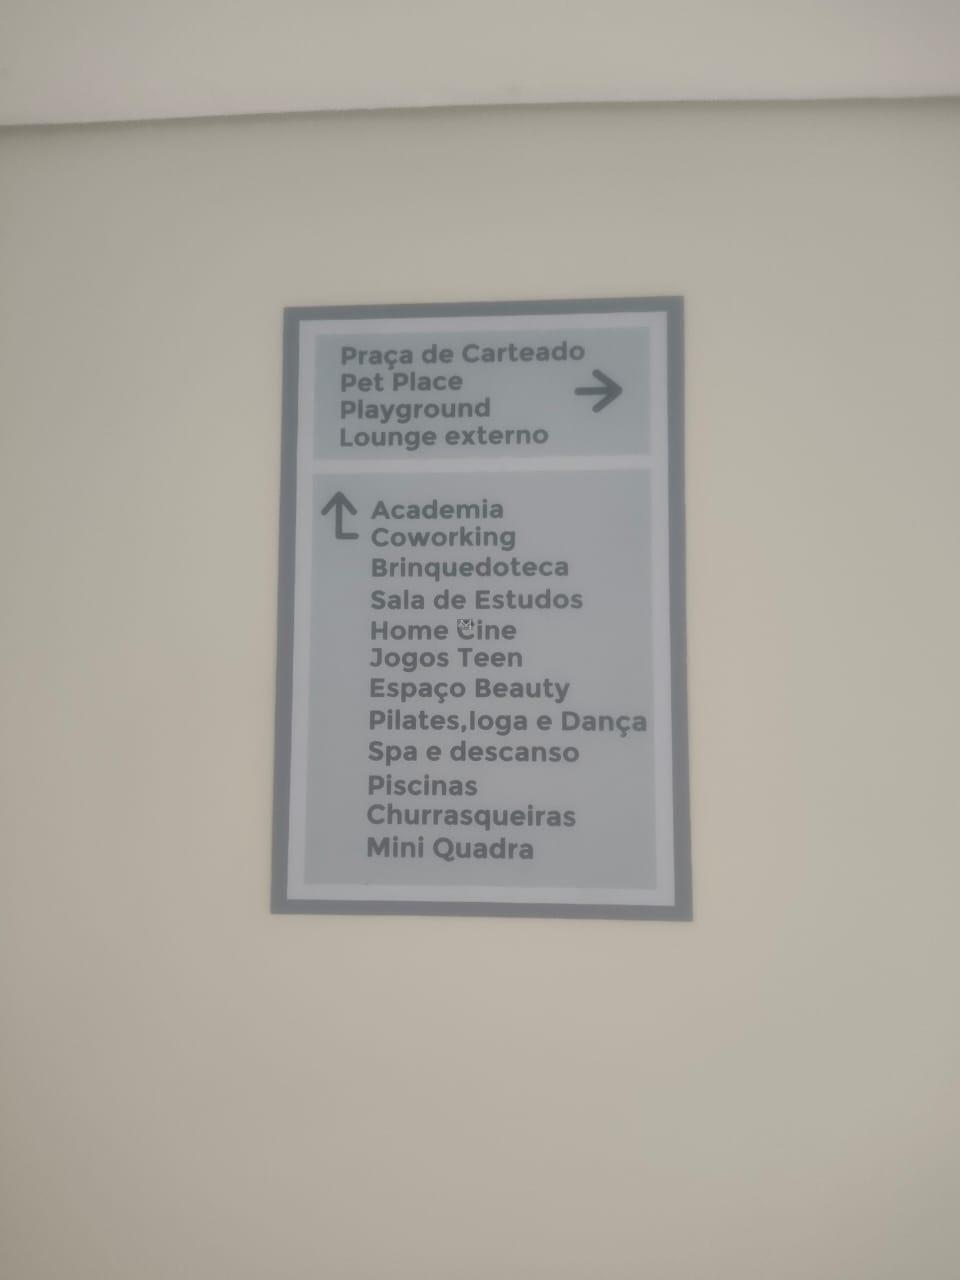 Praça de Carteado
Pet Place
Playground
Lounge externo
Academia
Coworking
Brinquedoteca
Sala de Estudos
Home Cine
Jogos Teen
Espaço Beauty
Pilates,Ioga e Dança
Spa e descanso
Piscinas
Churrasqueiras
Mini Quadra